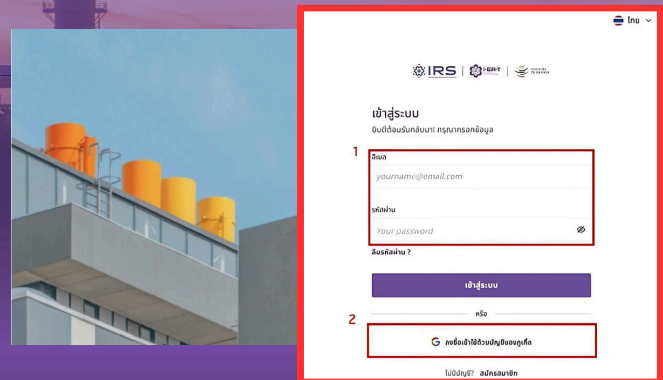 ไทย
IRS
เข้าสู่ระบบ
ยินดีต้อนรับกลับมา! กรุณากรอกข้อมูล
1
อีเมล
yourname@email.com
รหัสผ่าน
Your password
ลืมรหัสผ่าน ?
เข้าสู่ระบบ
หรือ
2
ลงชื่อเข้าใช้ด้วยบัญชีของกูเกิ้ล
ไม่มีบัญชี? สมัครสมาชิก